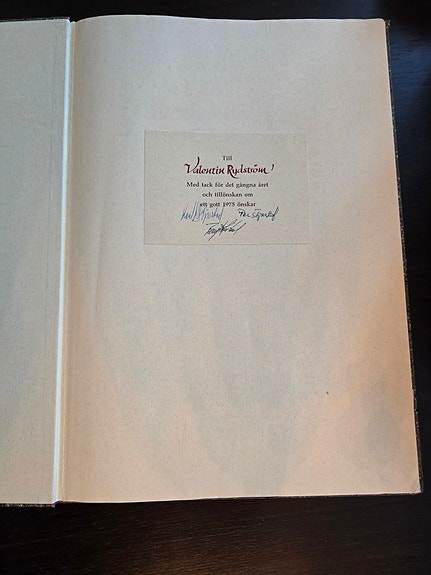 Till
Valentin Rydström
Med tack för det gångna året
och tillönskan om
ett gott 1975 önskar